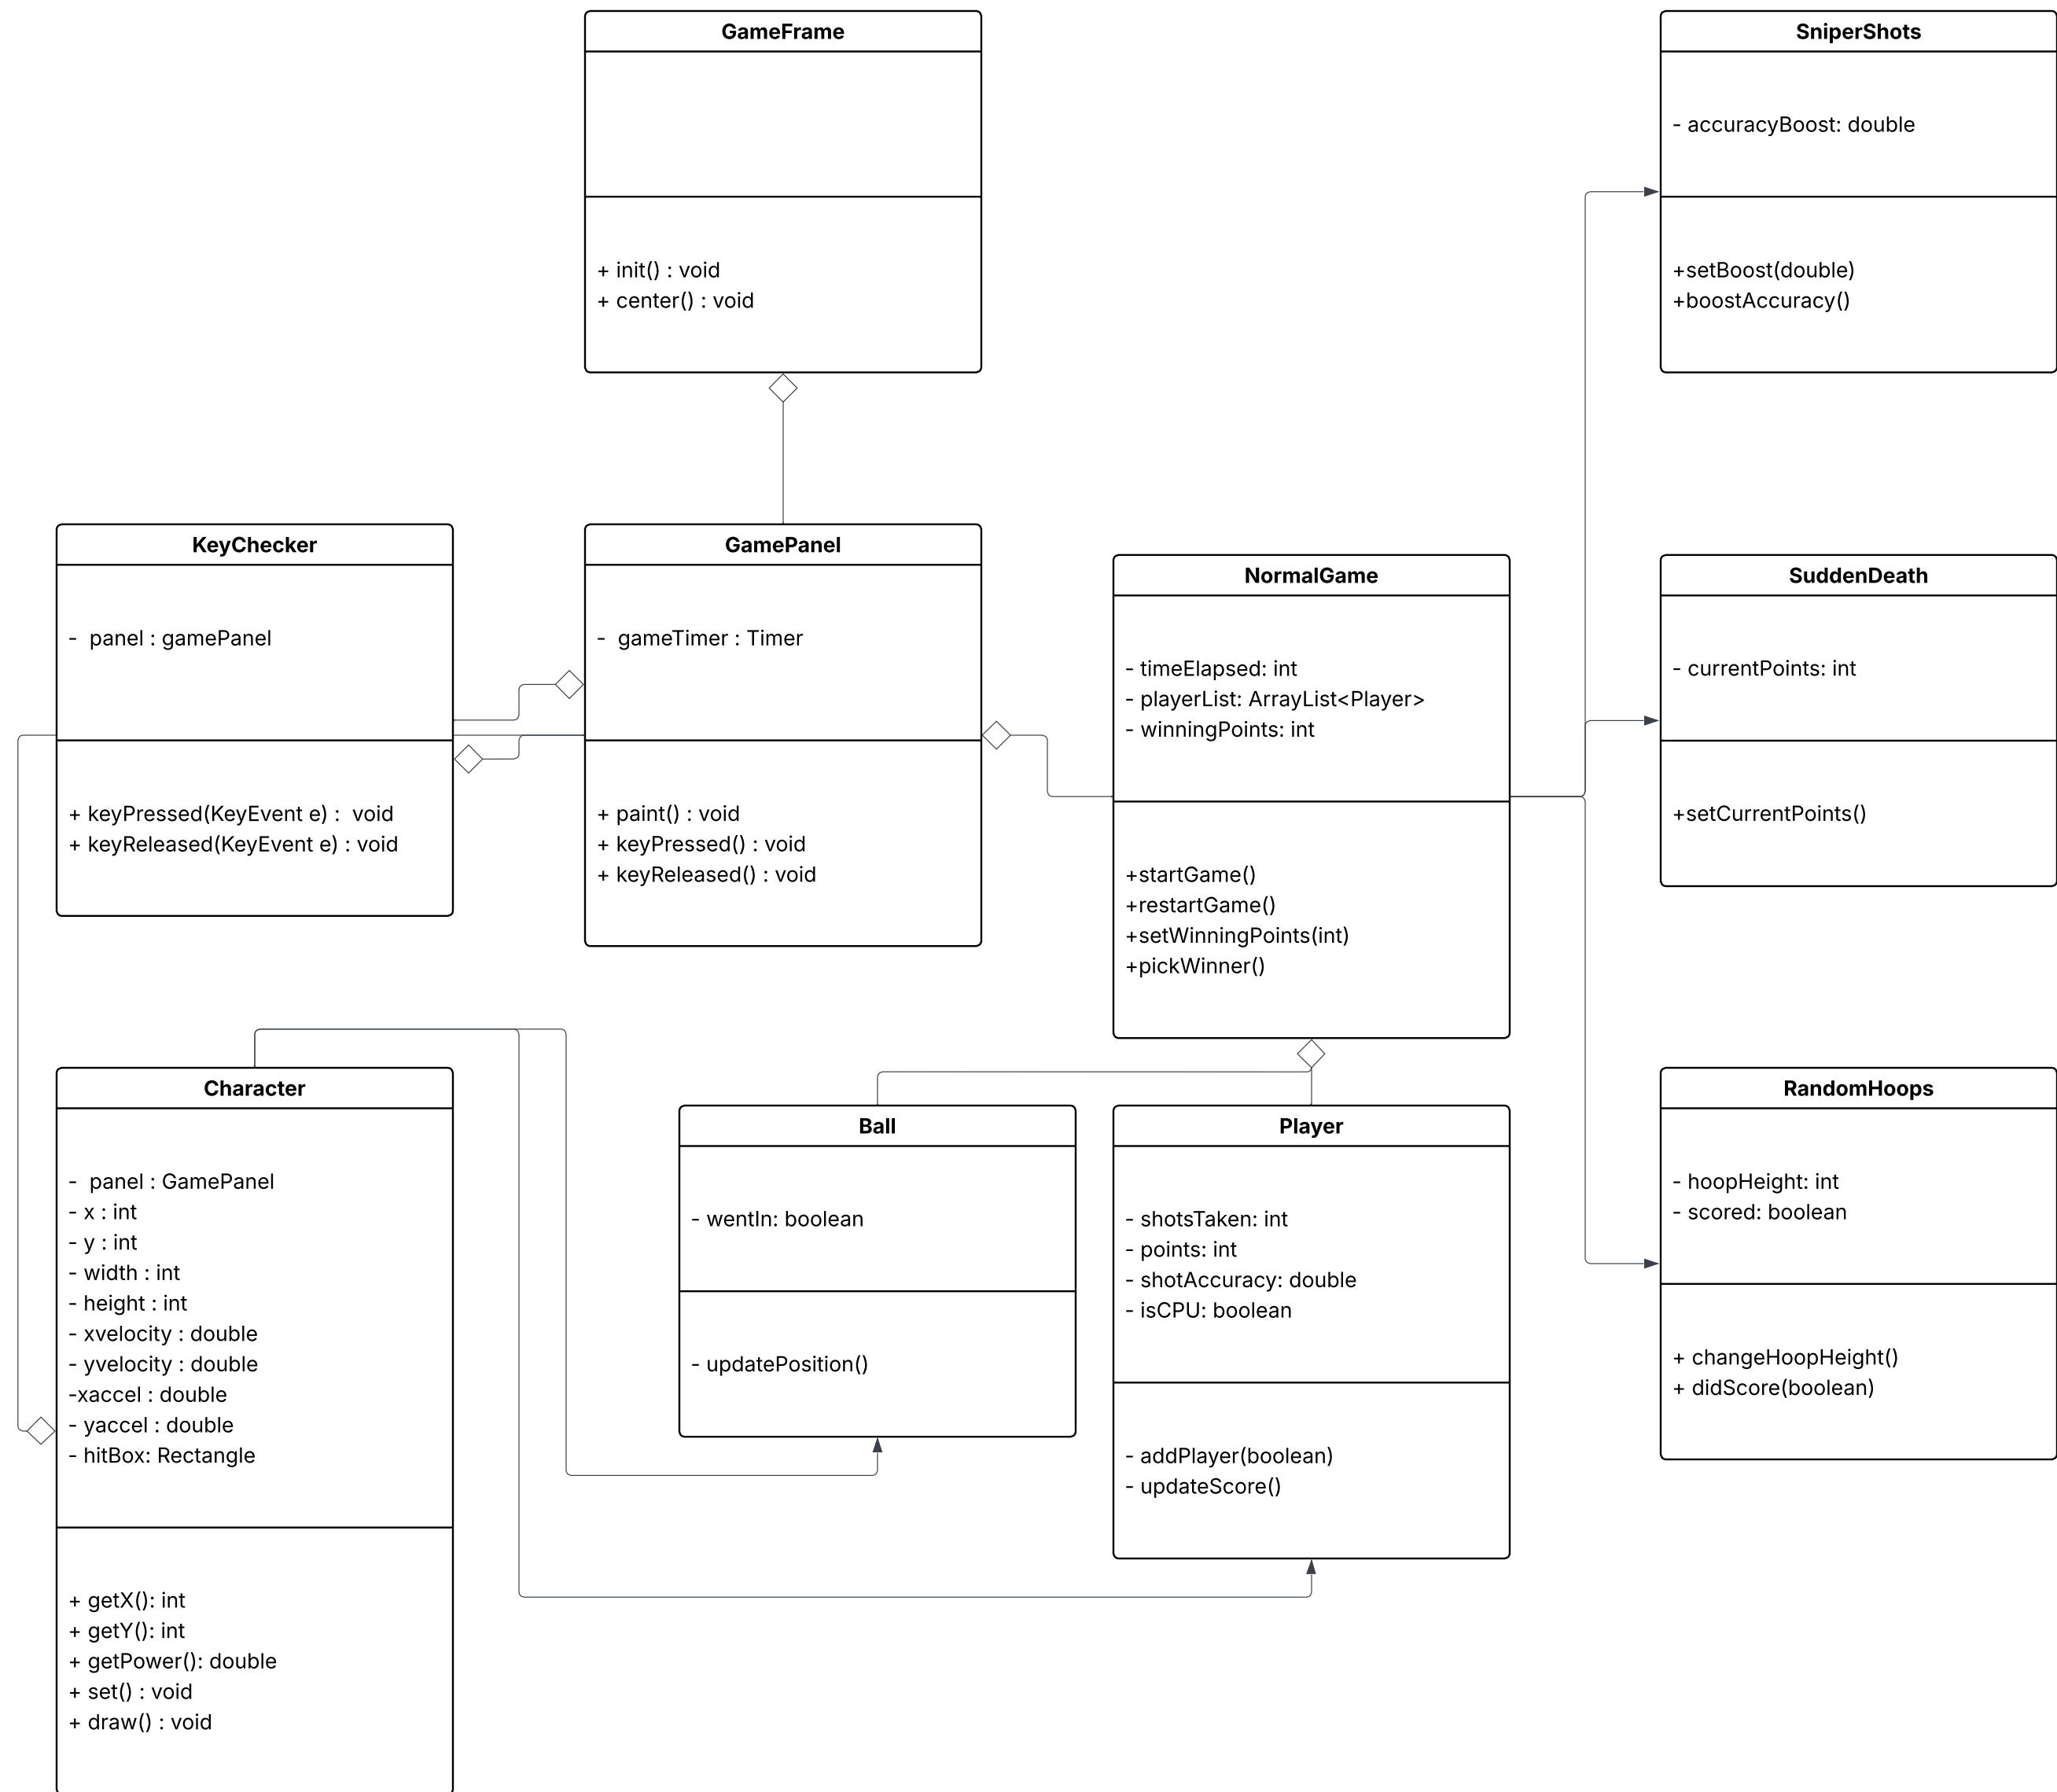 GameFrame
+ init() : void
+ center() : void
SniperShots
- accuracyBoost: double
+setBoost(double)
+boostAccuracy()
KeyChecker
-  panel : gamePanel
+ keyPressed(KeyEvent e) :  void
+ keyReleased(KeyEvent e) : void
GamePanel
-  gameTimer : Timer
+ paint() : void
+ keyPressed() : void
+ keyReleased() : void
NormalGame
- timeElapsed: int
- playerList: ArrayList<Player>
- winningPoints: int
+startGame()
+restartGame()
+setWinningPoints(int)
+pickWinner()
SuddenDeath
- currentPoints: int
+setCurrentPoints()
Character
-  panel : GamePanel
- x : int
- y : int
- width : int
- height : int
- xvelocity : double
- yvelocity : double
-xaccel : double
- yaccel : double
- hitBox: Rectangle
+ getX(): int
+ getY(): int
+ getPower(): double
+ set() : void
+ draw() : void
Ball
- wentIn: boolean
- updatePosition()
Player
- shotsTaken: int
- points: int
- shotAccuracy: double
- isCPU: boolean
- addPlayer(boolean)
- updateScore()
RandomHoops
- hoopHeight: int
- scored: boolean
+ changeHoopHeight()
+ didScore(boolean)